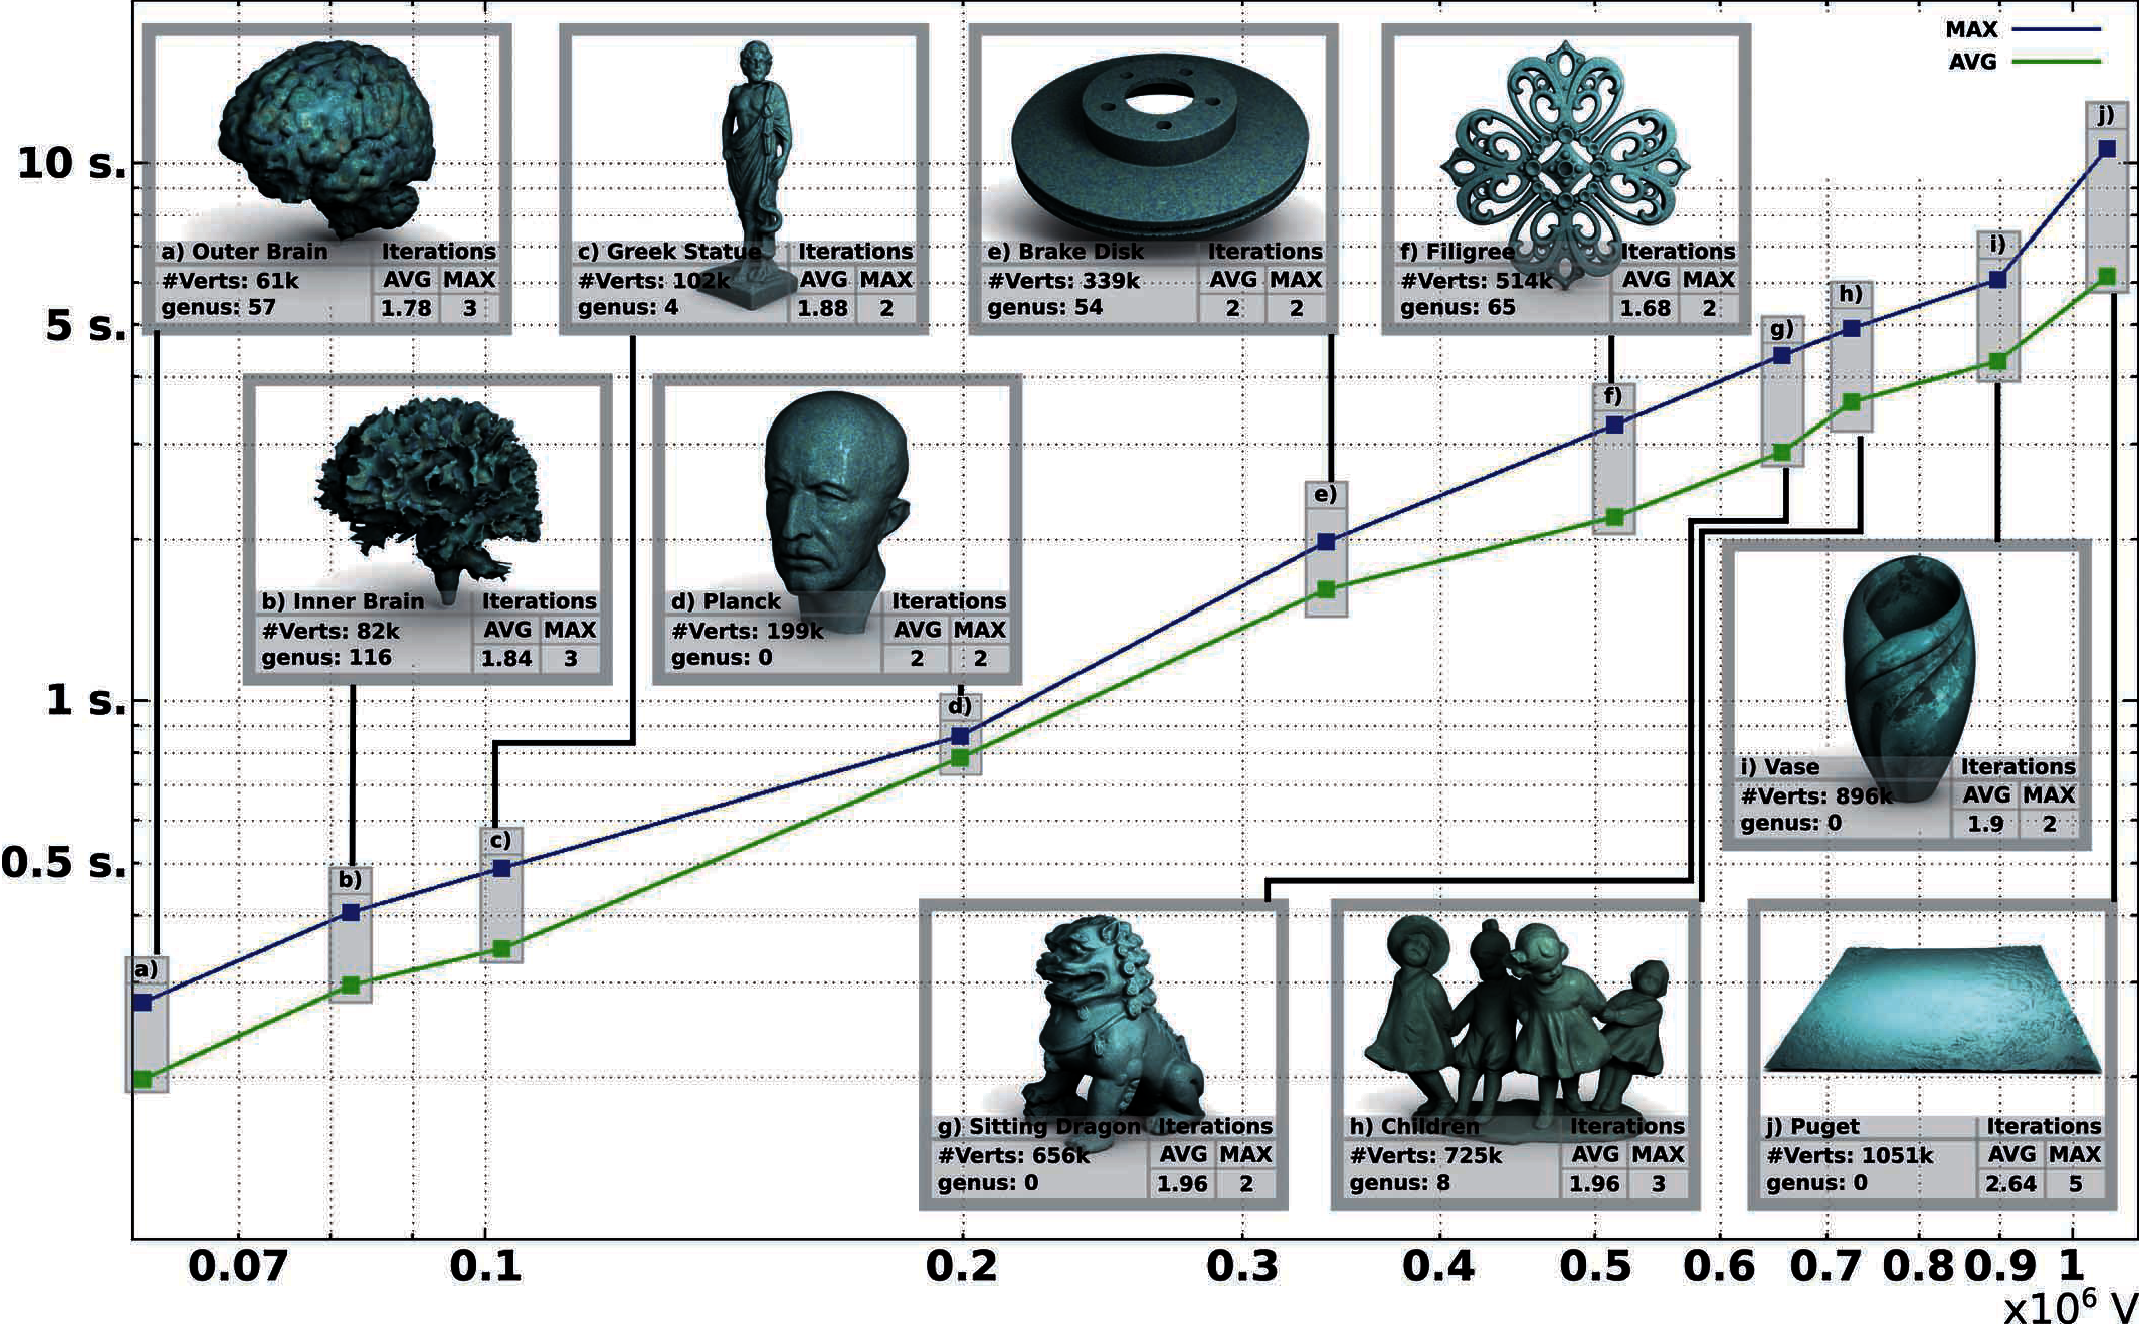 MAX
AVG
10 s.
5 s.
1 s.
0.5 s.
a) Outer Brain Iterations
#Verts: 61k AVG MAX
genus: 57 1.78 3
c) Greek Statue Iterations
#Verts: 102k AVG MAX
genus: 4 1.88 2
e) Brake Disk Iterations
#Verts: 339k AVG MAX
genus: 54 2 2
f) Filigree Iterations
#Verts: 514k AVG MAX
genus: 65 1.68 2
b) Inner Brain Iterations
#Verts: 82k AVG MAX
genus: 116 1.84 3
d) Planck Iterations
#Verts: 199k AVG MAX
genus: 0 2 2
i) Vase Iterations
#Verts: 896k AVG MAX
genus: 0 1.9 2
g) Sitting Dragon Iterations
#Verts: 656k AVG MAX
genus: 0 1.96 2
h) Children Iterations
#Verts: 725k AVG MAX
genus: 8 1.96 3
j) Puget Iterations
#Verts: 1051k AVG MAX
genus: 0 2.64 5
a)
b)
c)
d)
e)
f)
g)
h)
i)
j)
0.07 0.1 0.2 0.3 0.4 0.5 0.6 0.7 0.8 0.9 1
x10⁶ V